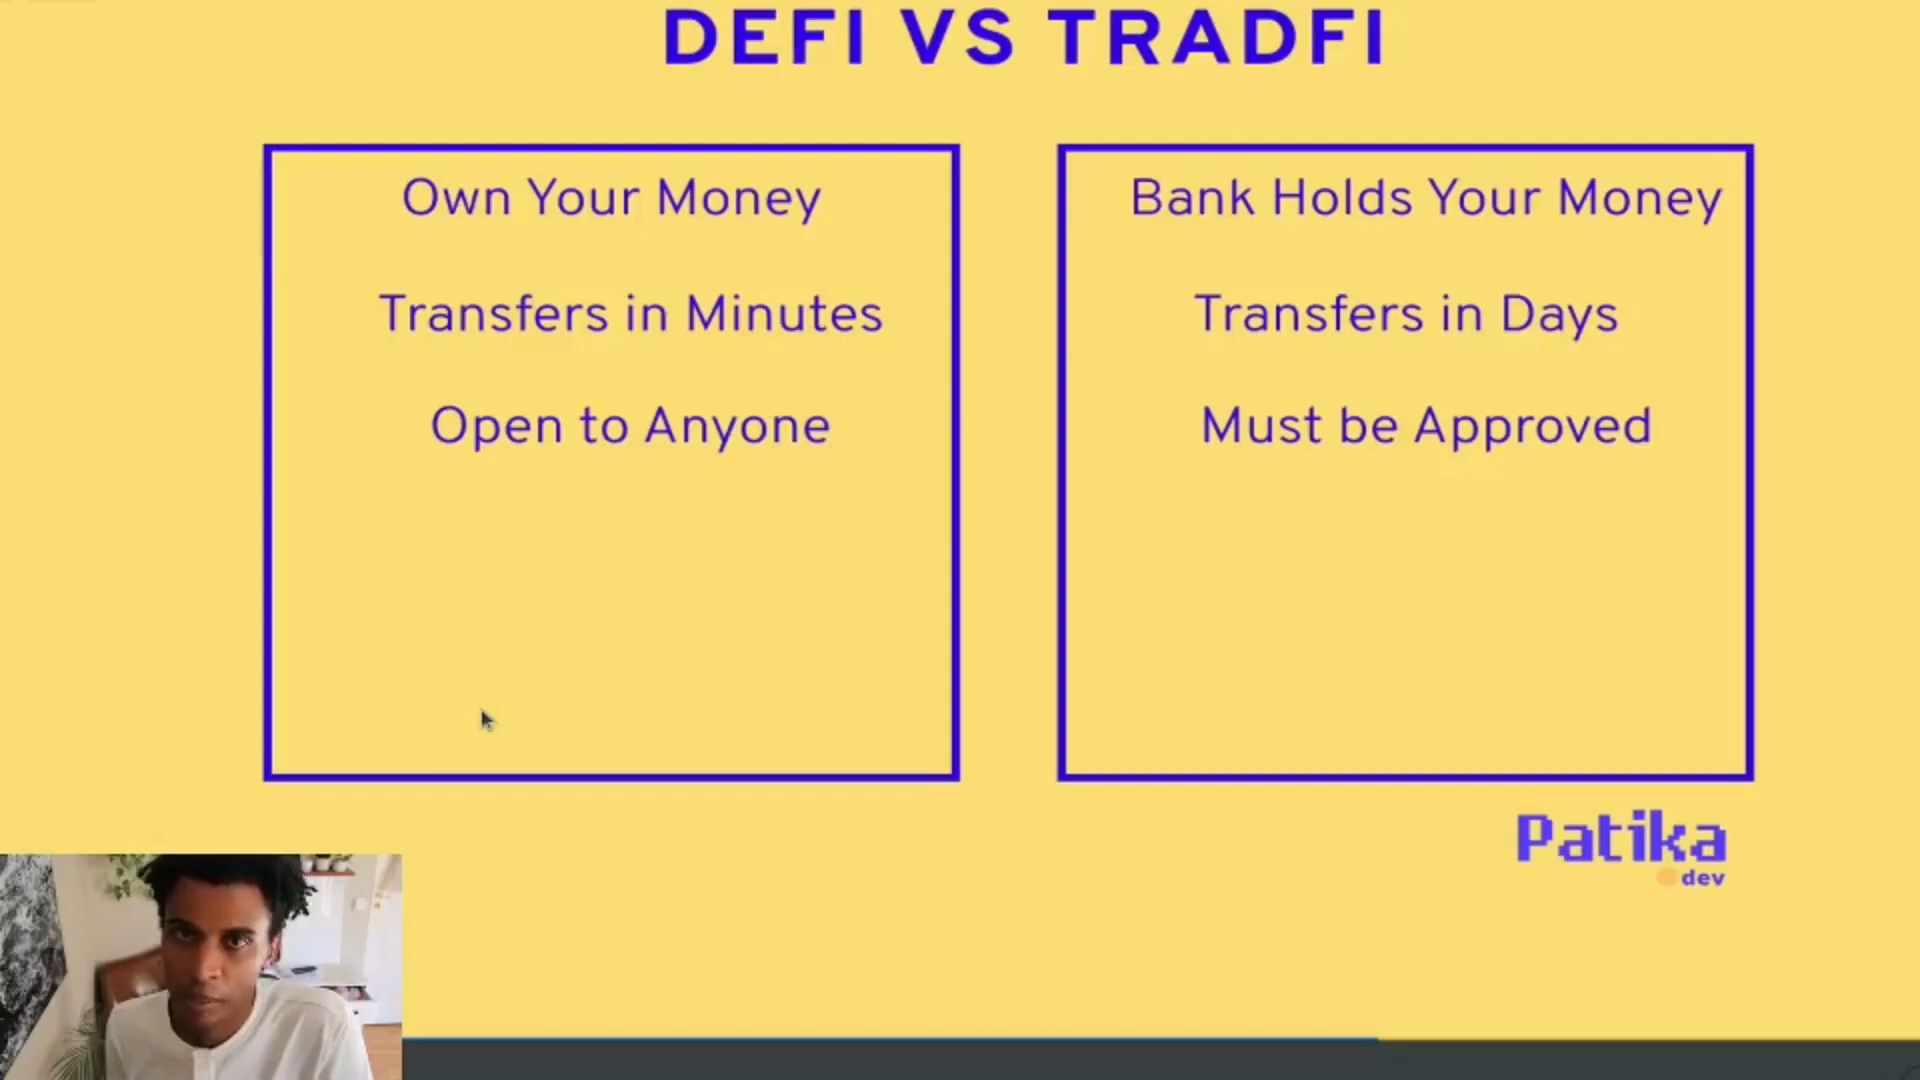 DEFI VS TRADFI
Own Your Money
Transfers in Minutes
Open to Anyone
Bank Holds Your Money
Transfers in Days
Must be Approved
Patika
dev